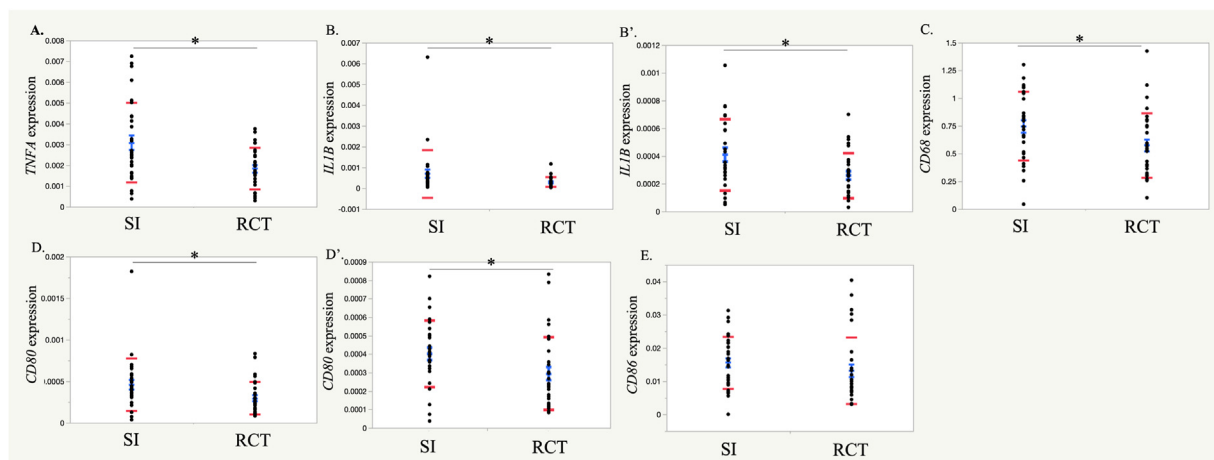 A.
*
0.008
0.007
0.006
0.005
0.004
0.003
0.002
0.001
0
TNFA expression
SI RCT
B.
*
0.007
0.006
0.005
0.004
0.003
0.002
0.001
0
-0.001
IL1B expression
SI RCT
B'.
*
0.0012
0.001
0.0008
0.0006
0.0004
0.0002
0
IL1B expression
SI RCT
C.
*
1.5
1.25
1
0.75
0.5
0.25
0
CD68 expression
SI RCT
D.
*
0.002
0.0015
0.001
0.0005
0
CD80 expression
SI RCT
D'.
*
0.0009
0.0008
0.0007
0.0006
0.0005
0.0004
0.0003
0.0002
0.0001
0
CD80 expression
SI RCT
E.
0.04
0.03
0.02
0.01
0
CD86 expression
SI RCT